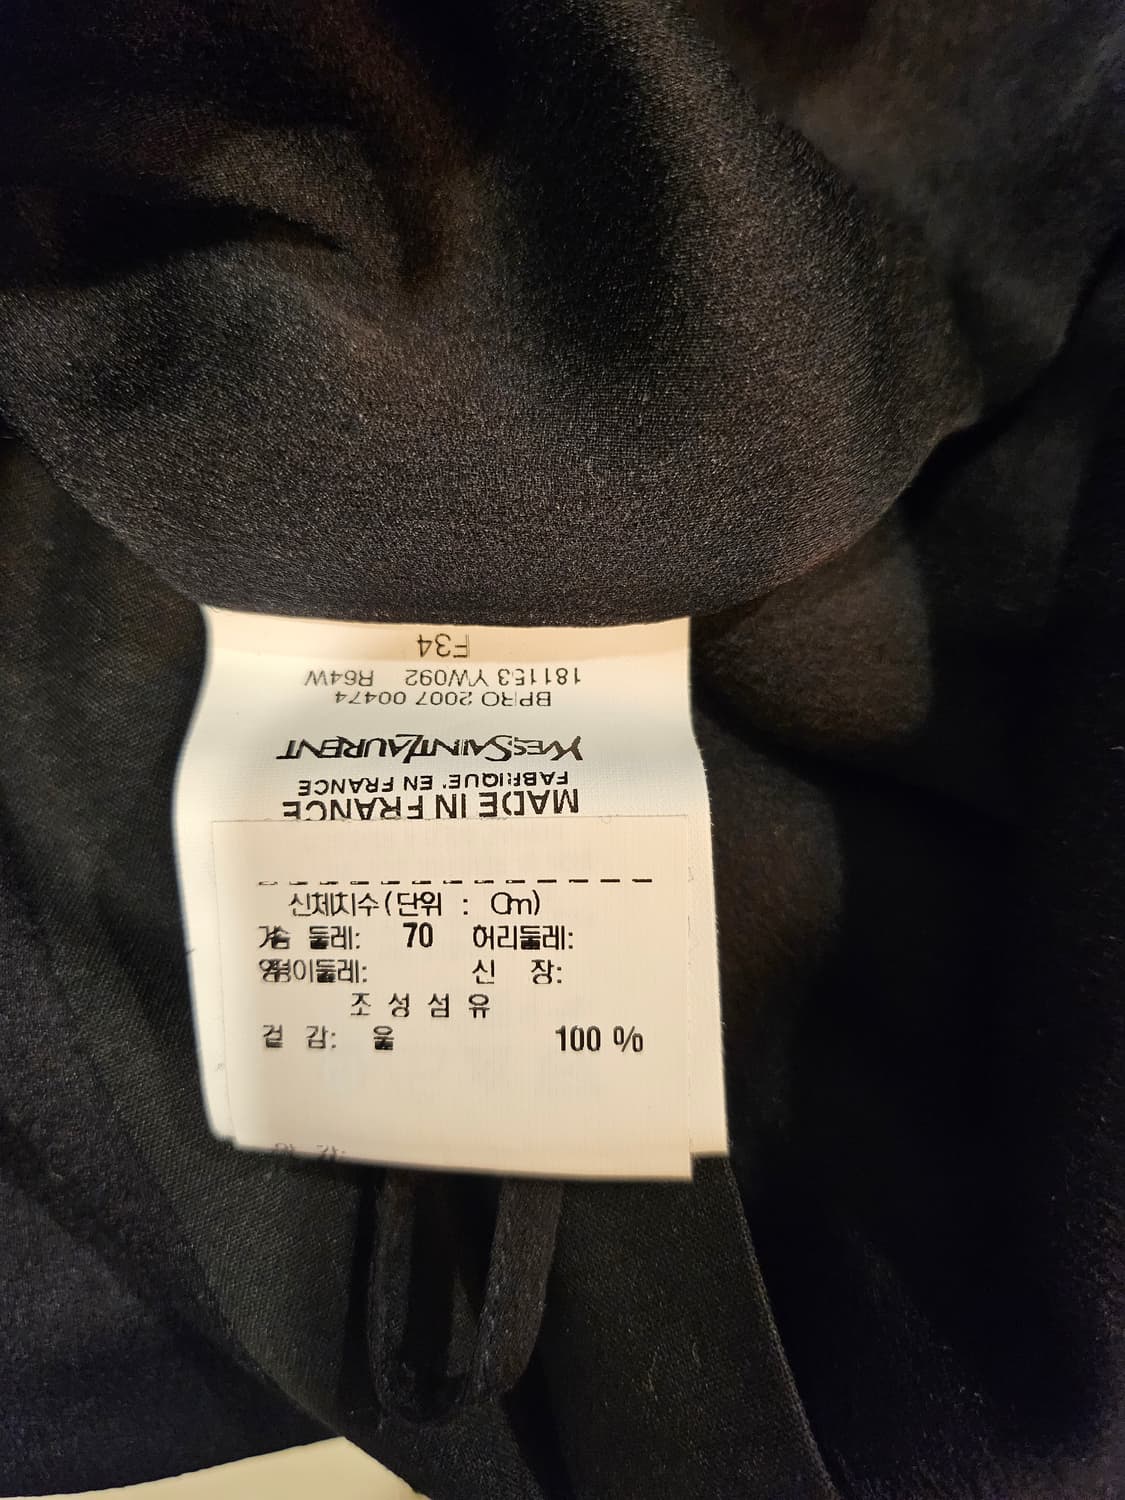 F34
181153 YW092 R64W
BPRO 2007 00474
YVESSAINTLAURENT
FABRIQUE' EN FRANCE
MADE IN FRANCE
신체치수(단위 : Cm)
가슴 둘레: 70 허리둘레:
엉덩이둘레: 신 장:
조 성 섬 유
겉 감: 울 100 %